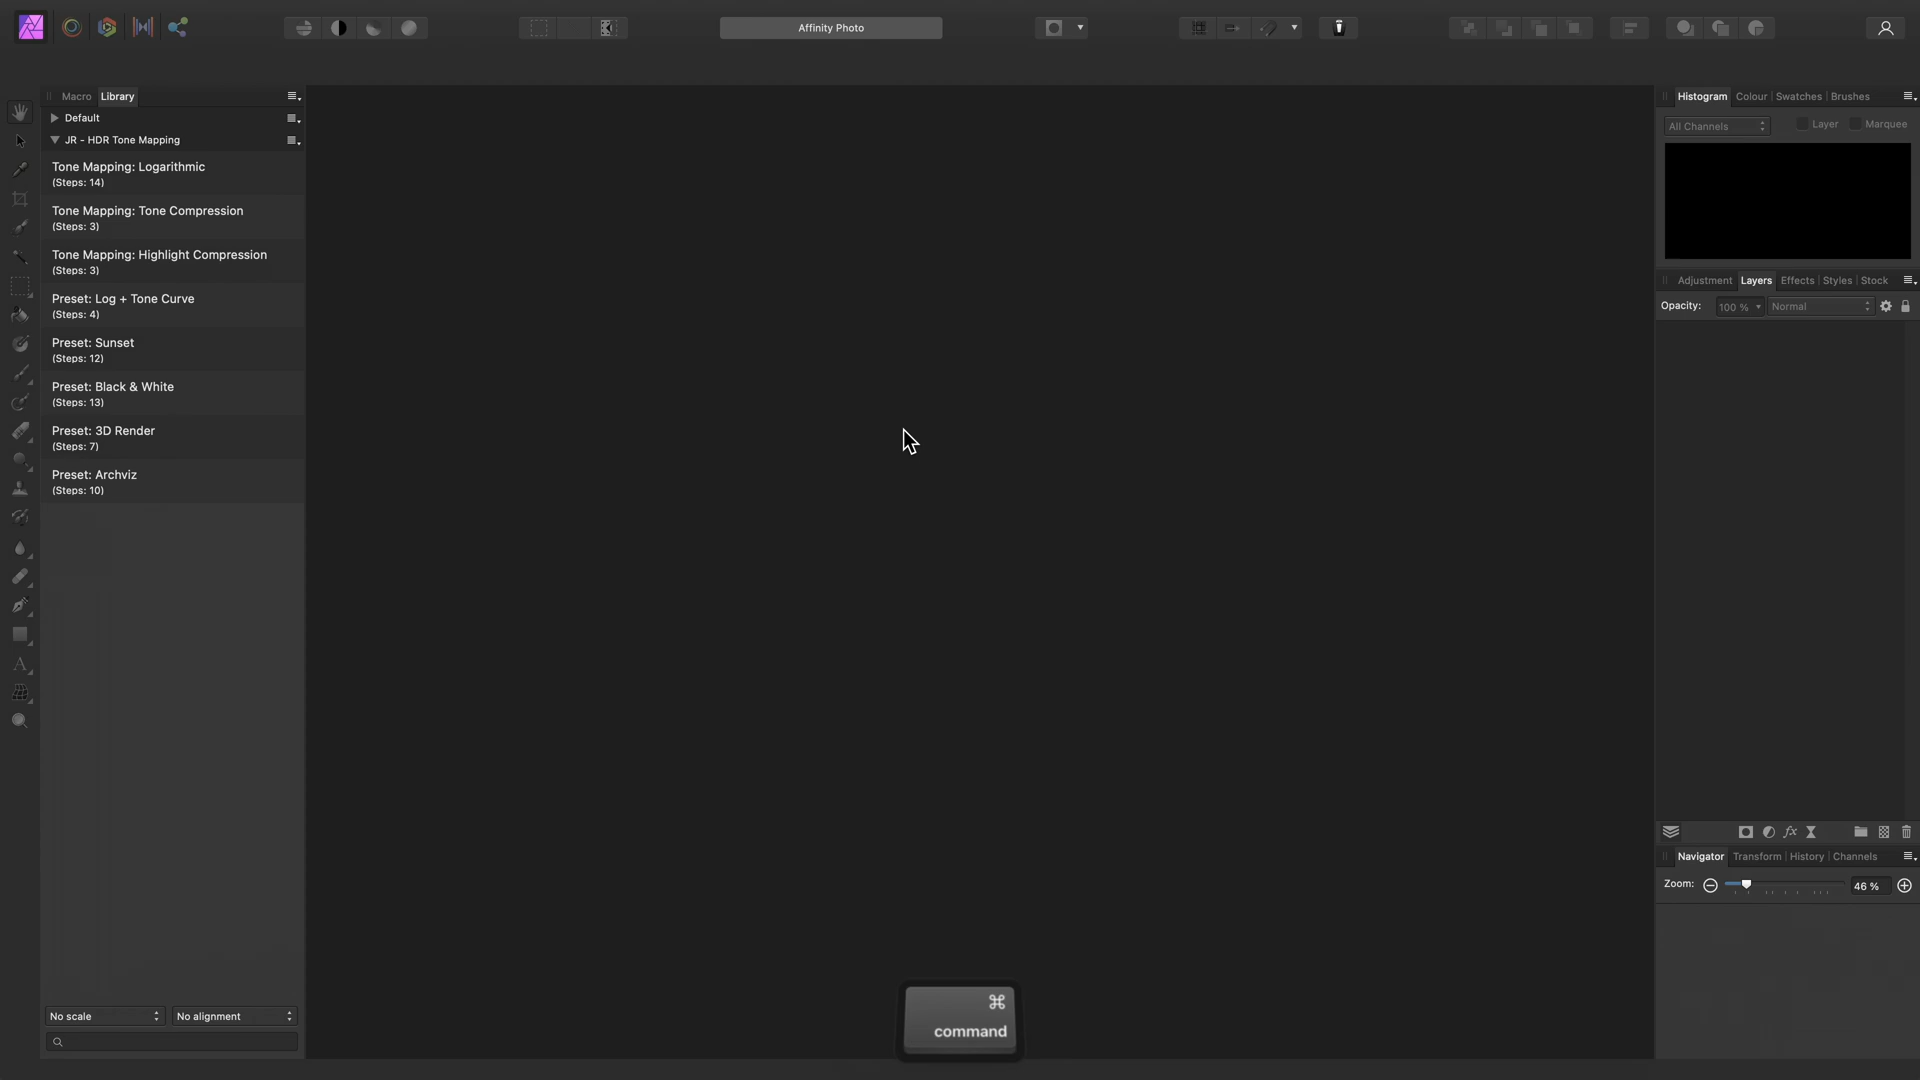 Affinity Photo
Macro Library
Default
JR - HDR Tone Mapping
Tone Mapping: Logarithmic
(Steps: 14)
Tone Mapping: Tone Compression
(Steps: 3)
Tone Mapping: Highlight Compression
(Steps: 3)
Preset: Log + Tone Curve
(Steps: 4)
Preset: Sunset
(Steps: 12)
Preset: Black & White
(Steps: 13)
Preset: 3D Render
(Steps: 7)
Preset: Archviz
(Steps: 10)
No scale No alignment
⌘
command
Histogram Colour Swatches Brushes
All Channels Layer Marquee
Adjustment Layers Effects Styles Stock
Opacity: 100 % Normal
fx
Navigator Transform History Channels
Zoom: 46 %